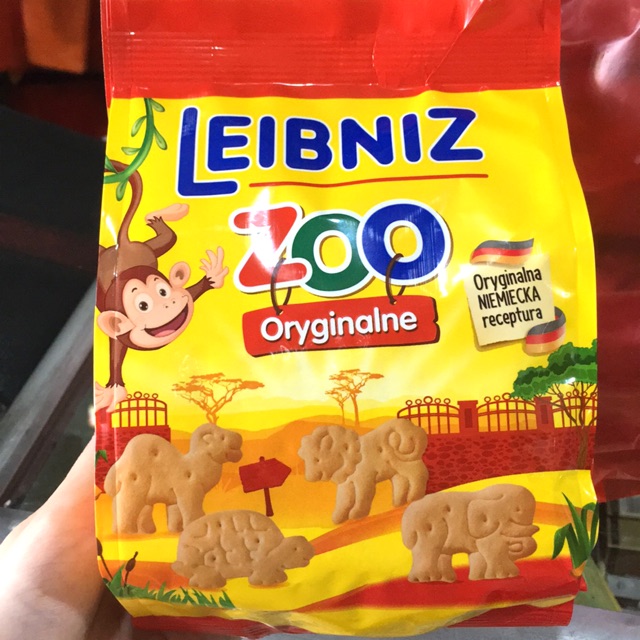 LEIBNIZ
ZOO
Oryginalne
Oryginalna
NIEMIECKA
receptura